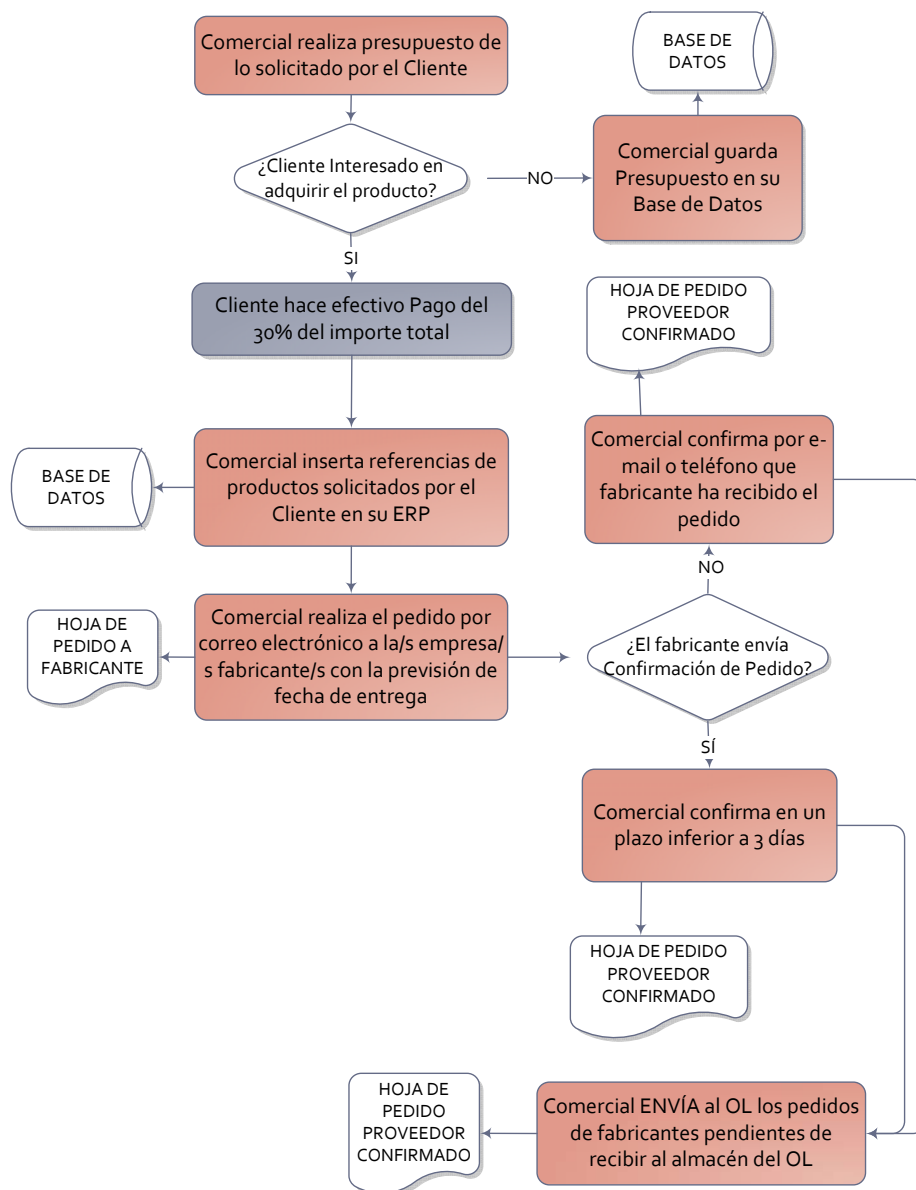 Comercial realiza presupuesto de
lo solicitado por el Cliente
BASE DE
DATOS
¿Cliente Interesado en
adquirir el producto?
NO
Comercial guarda
Presupuesto en su
Base de Datos
SI
Cliente hace efectivo Pago del
30% del importe total
HOJA DE PEDIDO
PROVEEDOR
CONFIRMADO
BASE DE
DATOS
Comercial inserta referencias de
productos solicitados por el
Cliente en su ERP
Comercial confirma por e-
mail o teléfono que
fabricante ha recibido el
pedido
NO
HOJA DE
PEDIDO A
FABRICANTE
Comercial realiza el pedido por
correo electrónico a la/s empresa/
s fabricante/s con la previsión de
fecha de entrega
¿El fabricante envía
Confirmación de Pedido?
SÍ
Comercial confirma en un
plazo inferior a 3 días
HOJA DE PEDIDO
PROVEEDOR
CONFIRMADO
HOJA DE
PEDIDO
PROVEEDOR
CONFIRMADO
Comercial ENVÍA al OL los pedidos
de fabricantes pendientes de
recibir al almacén del OL